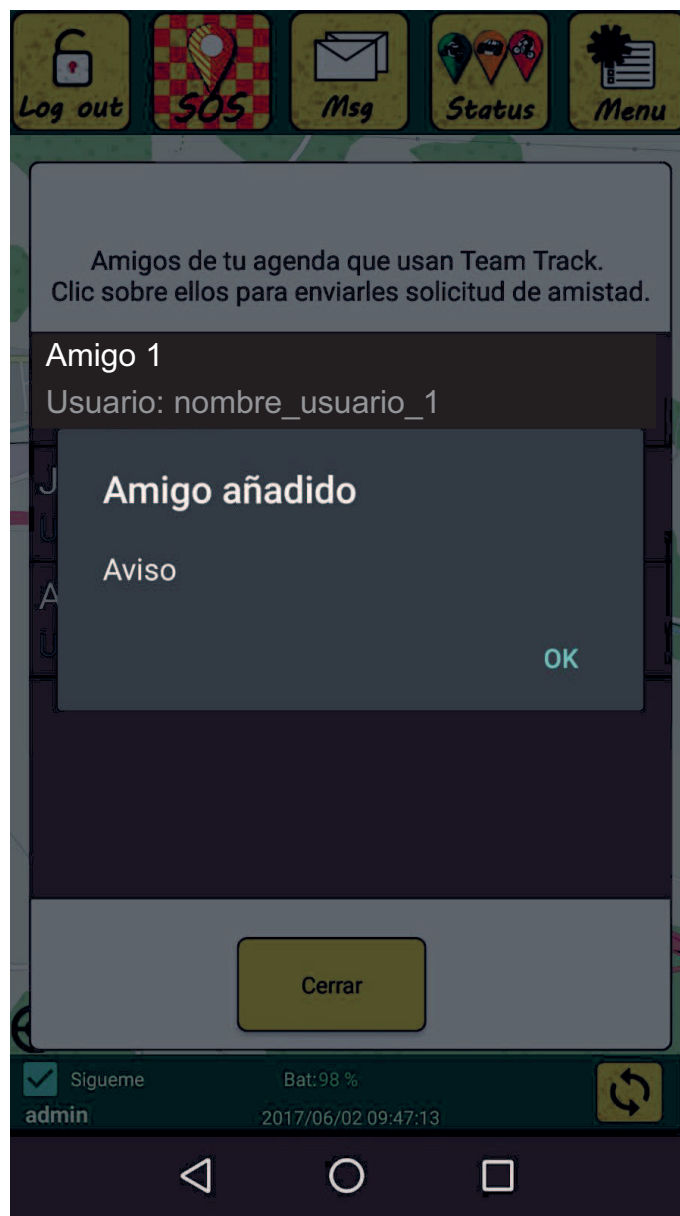 Log out
SOS
Msg
Status
Menu
Amigos de tu agenda que usan Team Track.
Clic sobre ellos para enviarles solicitud de amistad.
Amigo 1
Usuario: nombre_usuario_1
J
U
Amigo añadido
Aviso
A
U
OK
Cerrar
Sigueme
Bat:98 %
admin
2017/06/02 09:47:13